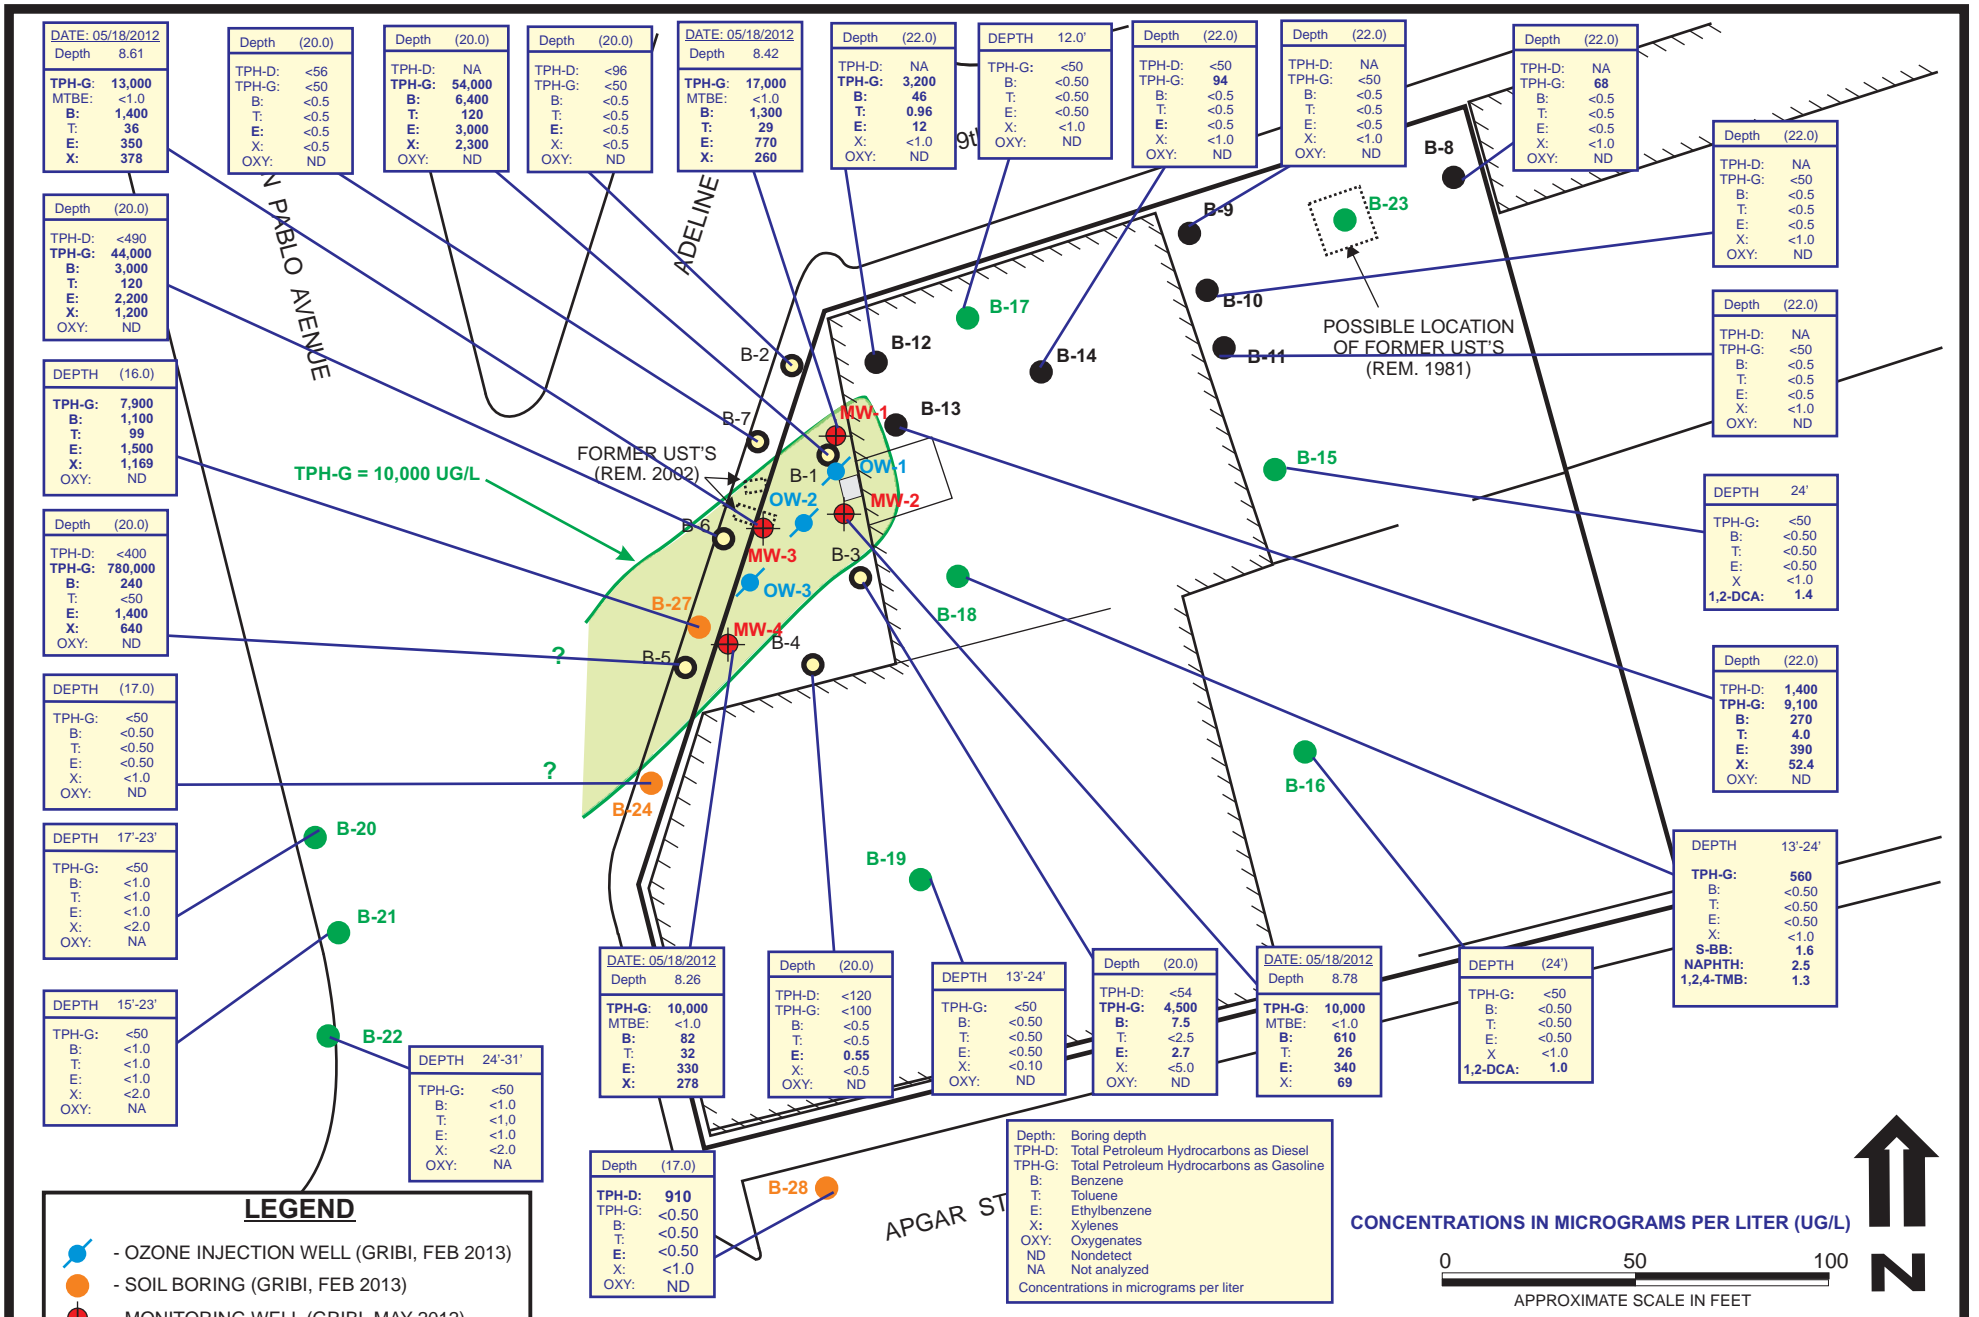 DATE: 05/18/2012
Depth 8.61
TPH-G: 13,000
MTBE: <1.0
B: 1,400
T: 36
E: 350
X: 378
Depth (20.0)
TPH-D: <56
TPH-G: <50
B: <0.5
T: <0.5
E: <0.5
X: <0.5
OXY: ND
Depth (20.0)
TPH-D: NA
TPH-G: 54,000
B: 6,400
T: 120
E: 3,000
X: 2,300
OXY: ND
Depth (20.0)
TPH-D: <96
TPH-G: <50
B: <0.5
T: <0.5
E: <0.5
X: <0.5
OXY: ND
DATE: 05/18/2012
Depth 8.42
TPH-G: 17,000
MTBE: <1.0
B: 1,300
T: 29
E: 770
X: 260
Depth (22.0)
TPH-D: NA
TPH-G: 3,200
B: 46
T: 0.96
E: 12
X: <1.0
OXY: ND
DEPTH 12.0'
TPH-G: <50
B: <0.50
T: <0.50
E: <0.50
X: <1.0
OXY: ND
Depth (22.0)
TPH-D: <50
TPH-G: 94
B: <0.5
T: <0.5
E: <0.5
X: <1.0
OXY: ND
Depth (22.0)
TPH-D: NA
TPH-G: <50
B: <0.5
T: <0.5
E: <0.5
X: <1.0
OXY: ND
Depth (22.0)
TPH-D: NA
TPH-G: 68
B: <0.5
T: <0.5
E: <0.5
X: <1.0
OXY: ND
Depth (22.0)
TPH-D: NA
TPH-G: <50
B: <0.5
T: <0.5
E: <0.5
X: <1.0
OXY: ND
Depth (22.0)
TPH-D: NA
TPH-G: <50
B: <0.5
T: <0.5
E: <0.5
X: <1.0
OXY: ND
DEPTH 24'
TPH-G: <50
B: <0.50
T: <0.50
E: <0.50
X <1.0
1,2-DCA: 1.4
Depth (22.0)
TPH-D: 1,400
TPH-G: 9,100
B: 270
T: 4.0
E: 390
X: 52.4
OXY: ND
DEPTH 13'-24'
TPH-G: 560
B: <0.50
T: <0.50
E: <0.50
X: <1.0
S-BB: 1.6
NAPHTH: 2.5
1,2,4-TMB: 1.3
Depth (20.0)
TPH-D: <490
TPH-G: 44,000
B: 3,000
T: 120
E: 2,200
X: 1,200
OXY: ND
DEPTH (16.0)
TPH-G: 7,900
B: 1,100
T: 99
E: 1,500
X: 1,169
OXY: ND
Depth (20.0)
TPH-D: <400
TPH-G: 780,000
B: 240
T: <50
E: 1,400
X: 640
OXY: ND
DEPTH (17.0)
TPH-G: <50
B: <0.50
T: <0.50
E: <0.50
X: <1.0
OXY: ND
DEPTH 17'-23'
TPH-G: <50
B: <1.0
T: <1.0
E: <1.0
X: <2.0
OXY: NA
DEPTH 15'-23'
TPH-G: <50
B: <1.0
T: <1.0
E: <1.0
X: <2.0
OXY: NA
DEPTH 24'-31'
TPH-G: <50
B: <1.0
T: <1,0
E: <1.0
X: <2.0
OXY: NA
DATE: 05/18/2012
Depth 8.26
TPH-G: 10,000
MTBE: <1.0
B: 82
T: 32
E: 330
X: 278
Depth (20.0)
TPH-D: <120
TPH-G: <100
B: <0.5
T: <0.5
E: 0.55
X: <0.5
OXY: ND
DEPTH 13'-24'
TPH-G: <50
B: <0.50
T: <0.50
E: <0.50
X: <0.10
OXY: ND
Depth (20.0)
TPH-D: <54
TPH-G: 4,500
B: 7.5
T: <2.5
E: 2.7
X: <5.0
OXY: ND
DATE: 05/18/2012
Depth 8.78
TPH-G: 10,000
MTBE: <1.0
B: 610
T: 26
E: 340
X: 69
DEPTH (24')
TPH-G: <50
B: <0.50
T: <0.50
E: <0.50
X <1.0
1,2-DCA: 1.0
Depth (17.0)
TPH-D: 910
TPH-G: <0.50
B: <0.50
T: <0.50
E: <0.50
X: <1.0
OXY: ND
N PABLO AVENUE
ADELINE
9th
B-8
B-23
B-9
B-10
B-11
POSSIBLE LOCATION
OF FORMER UST'S
(REM. 1981)
B-17
B-12
B-14
B-2
B-13
MW-1
B-7
FORMER UST'S
(REM. 2002)
B-1
OW-1
OW-2
MW-2
TPH-G = 10,000 UG/L
B-15
B-6
MW-3
B-3
OW-3
B-27
B-18
MW-4
B-4
B-5
?
?
B-24
B-16
B-20
B-19
B-21
B-22
B-28
APGAR ST
Depth: Boring depth
TPH-D: Total Petroleum Hydrocarbons as Diesel
TPH-G: Total Petroleum Hydrocarbons as Gasoline
B: Benzene
T: Toluene
E: Ethylbenzene
X: Xylenes
OXY: Oxygenates
ND Nondetect
NA Not analyzed
Concentrations in micrograms per liter
LEGEND
- OZONE INJECTION WELL (GRIBI, FEB 2013)
- SOIL BORING (GRIBI, FEB 2013)
- MONITORING WELL (GRIBI, MAY 2012)
CONCENTRATIONS IN MICROGRAMS PER LITER (UG/L)
0 50 100
APPROXIMATE SCALE IN FEET
N